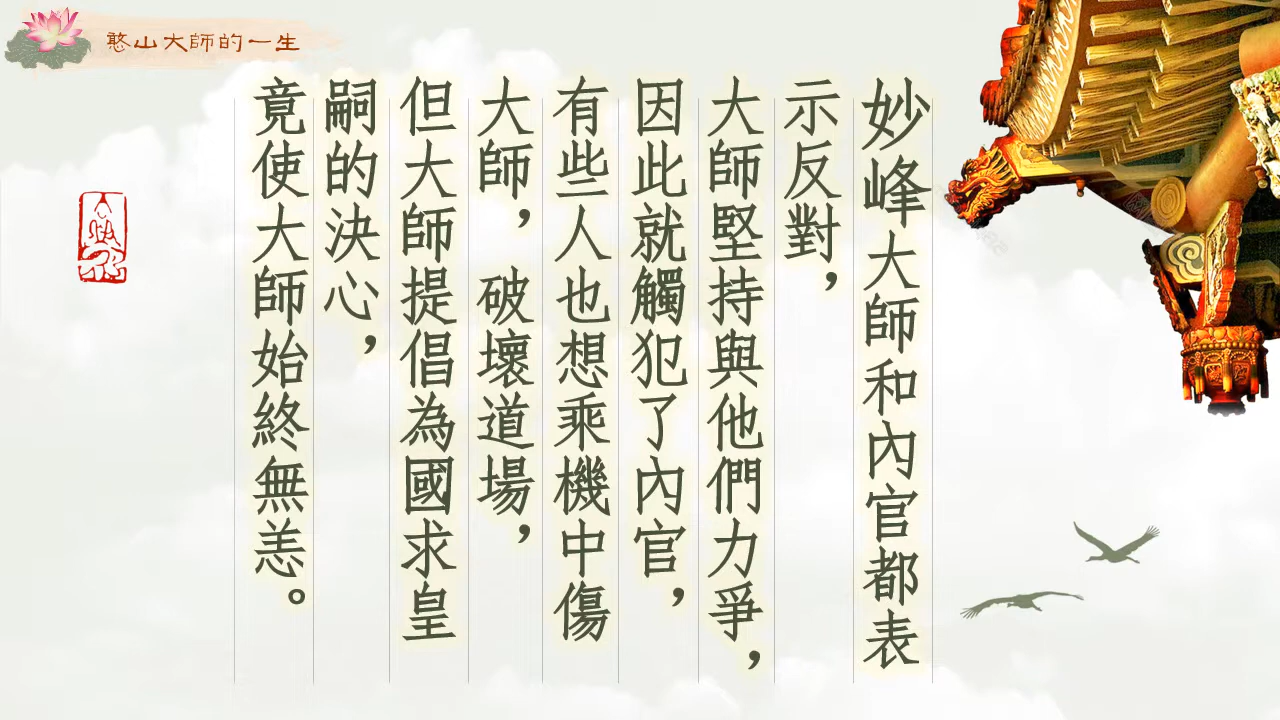 憨山大師的一生
妙峰大師和內官都表
示反對，
大師堅持與他們力爭，
因此就觸犯了內官，
有些人也想乘機中傷
大師，破壞道場，
但大師提倡為國求皇
嗣的決心，
竟使大師始終無恙。